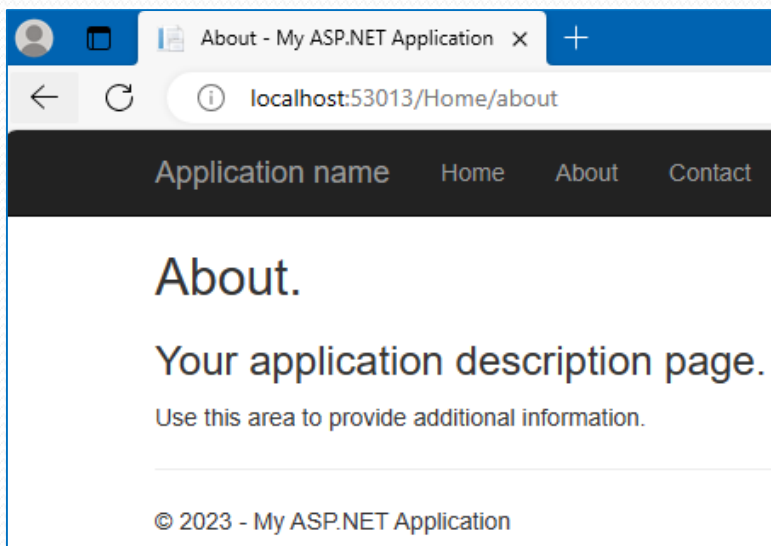 About - My ASP.NET Application
localhost:53013/Home/about
Application name Home About Contact
About.
Your application description page.
Use this area to provide additional information.
© 2023 - My ASP.NET Application